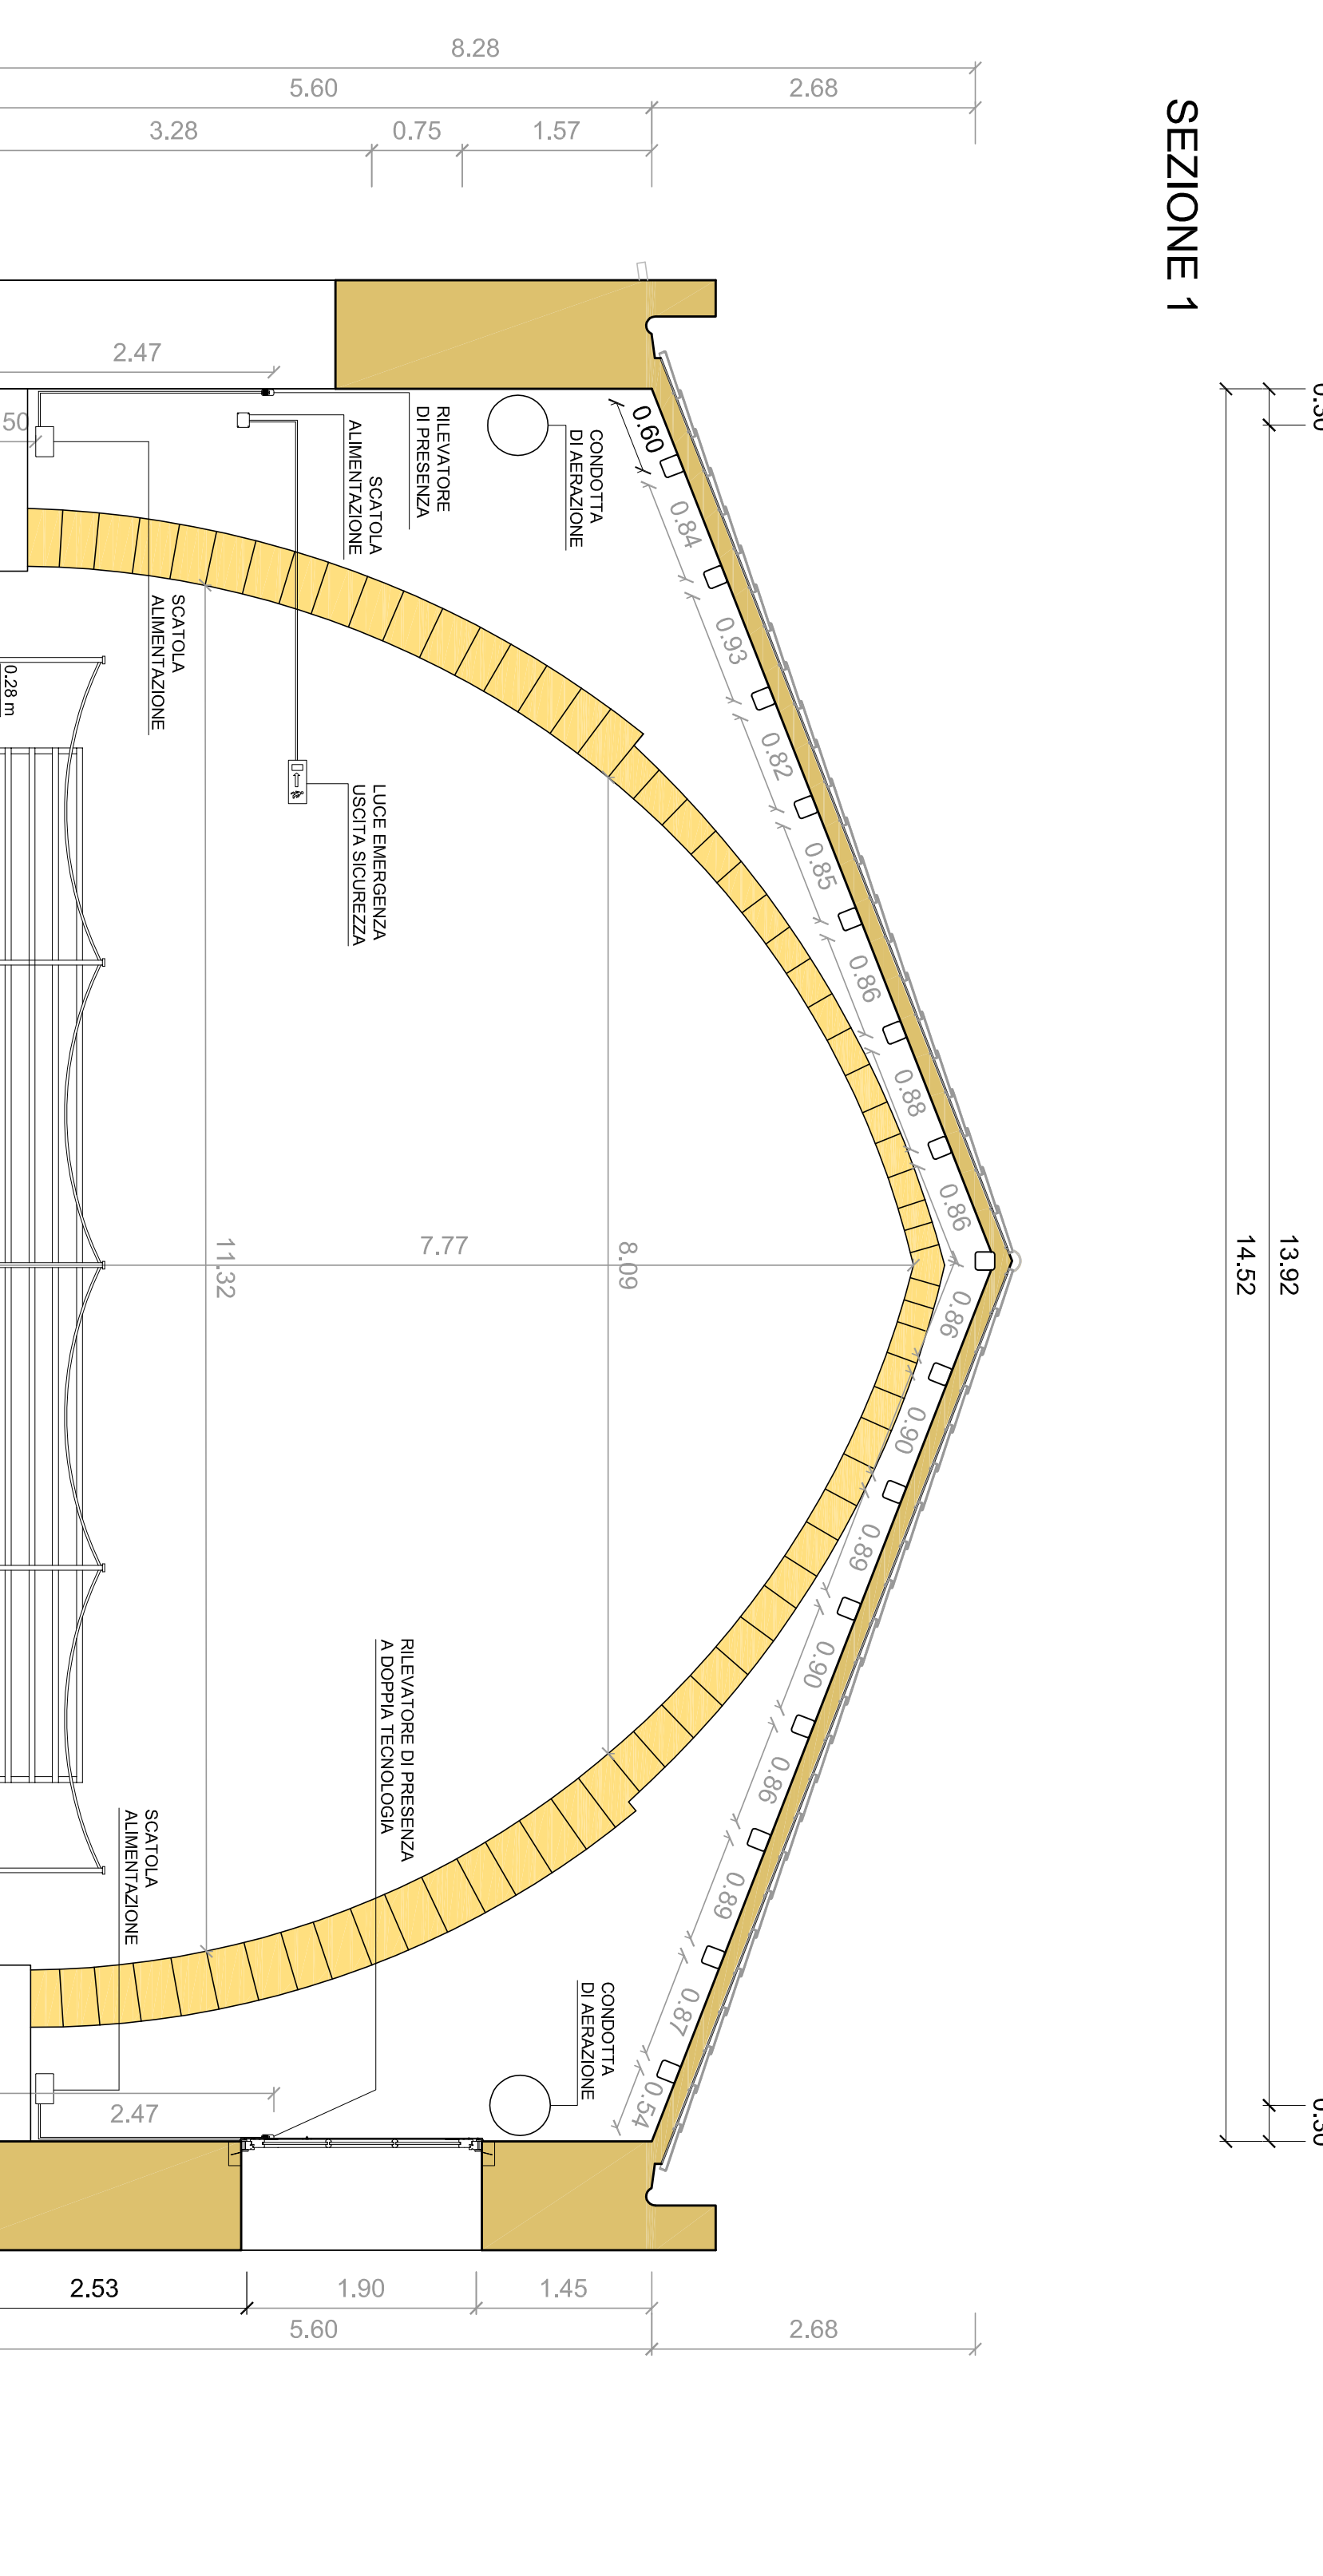 8.28
5.60
2.68
3.28
0.75
1.57
SEZIONE 1
2.47
50
RILEVATORE
DI PRESENZA
SCATOLA
ALIMENTAZIONE
CONDOTTA
DI AERAZIONE
SCATOLA
ALIMENTAZIONE
0.28 m
LUCE EMERGENZA
USCITA SICUREZZA
0.60
0.84
0.93
0.82
0.85
0.86
0.88
0.86
0.86
0.90
0.89
0.90
0.86
0.89
0.87
0.54
7.77
11.32
8.09
13.92
14.52
RILEVATORE DI PRESENZA
A DOPPIA TECNOLOGIA
SCATOLA
ALIMENTAZIONE
CONDOTTA
DI AERAZIONE
2.47
2.53
1.90
1.45
5.60
2.68